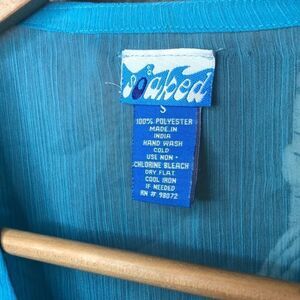 soaked
S
100% POLYESTER
MADE IN
INDIA
HAND WASH
COLD
USE NON -
CHLORINE BLEACH
DRY FLAT
COOL IRON
IF NEEDED
RN # 98072